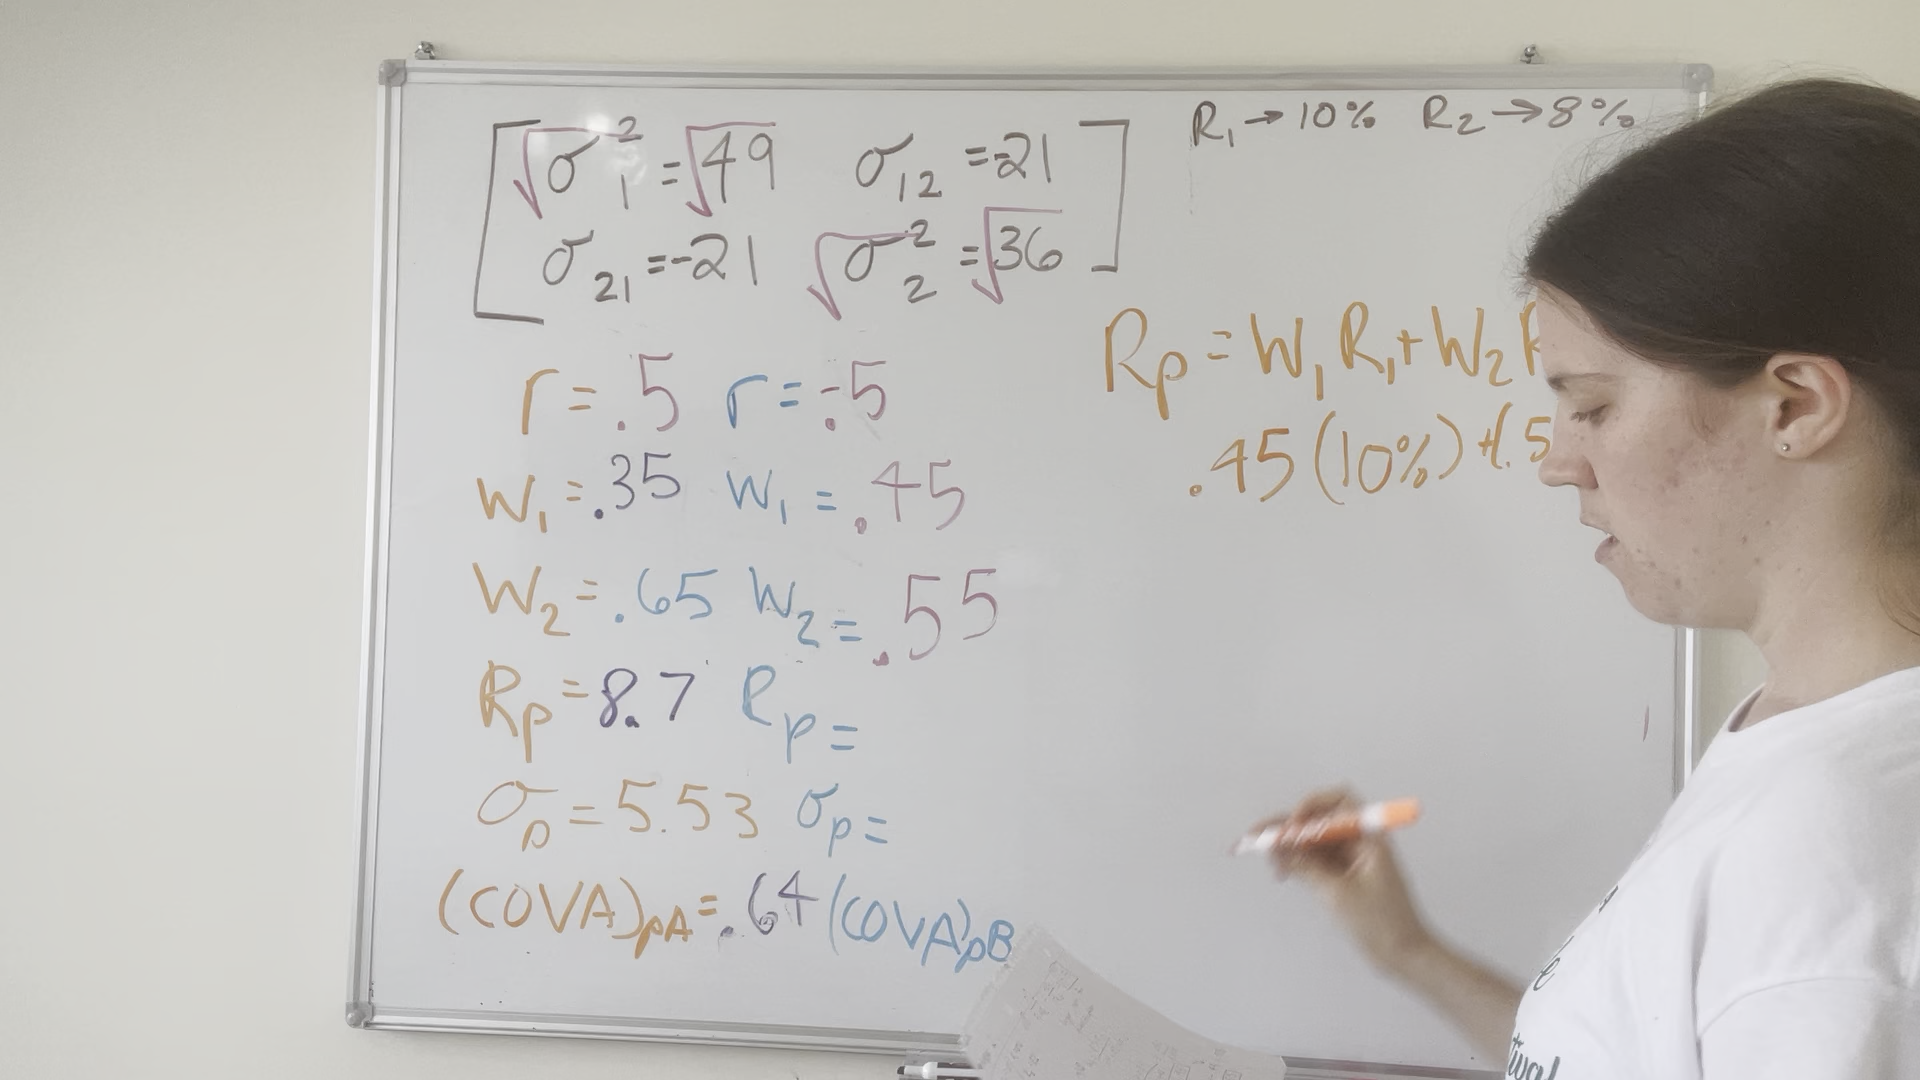 R₁→10% R₂→8%
√σ₁²=√49 σ₁₂=-21
σ₂₁=-21 √σ₂²=√36
r=.5 r=-.5
W₁=.35 W₁=.45
W₂=.65 W₂=.55
Rp=8.7 Rp=
σp=5.53 σp=
(COVA)pA=.64 (COVA)pB
Rp=W₁R₁+W₂
.45(10%)+(.5